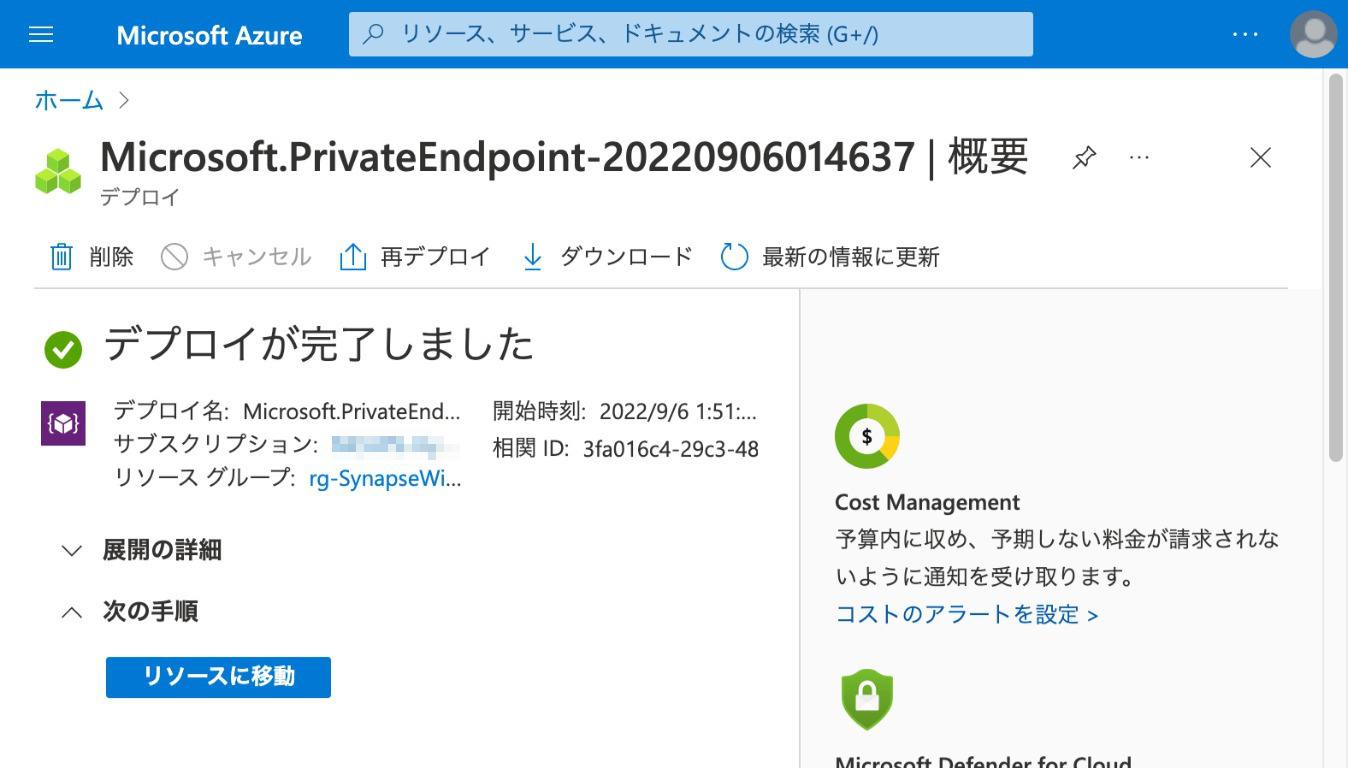 Microsoft Azure
リソース、サービス、ドキュメントの検索 (G+/)
ホーム
Microsoft.PrivateEndpoint-20220906014637 | 概要
デプロイ
削除
キャンセル
再デプロイ
ダウンロード
最新の情報に更新
デプロイが完了しました
デプロイ名: Microsoft.PrivateEnd...
サブスクリプション:
リソース グループ: rg-SynapseWi...
開始時刻: 2022/9/6 1:51:...
相関 ID: 3fa016c4-29c3-48
展開の詳細
次の手順
リソースに移動
$
Cost Management
予算内に収め、予期しない料金が請求されな
いように通知を受け取ります。
コストのアラートを設定 >
Microsoft Defender for Cloud